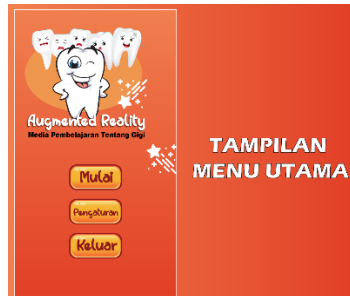 Augmented Reality
Media Pembelajaran Tentang Gigi
Mulai
Pengaturan
Keluar
TAMPILAN
MENU UTAMA